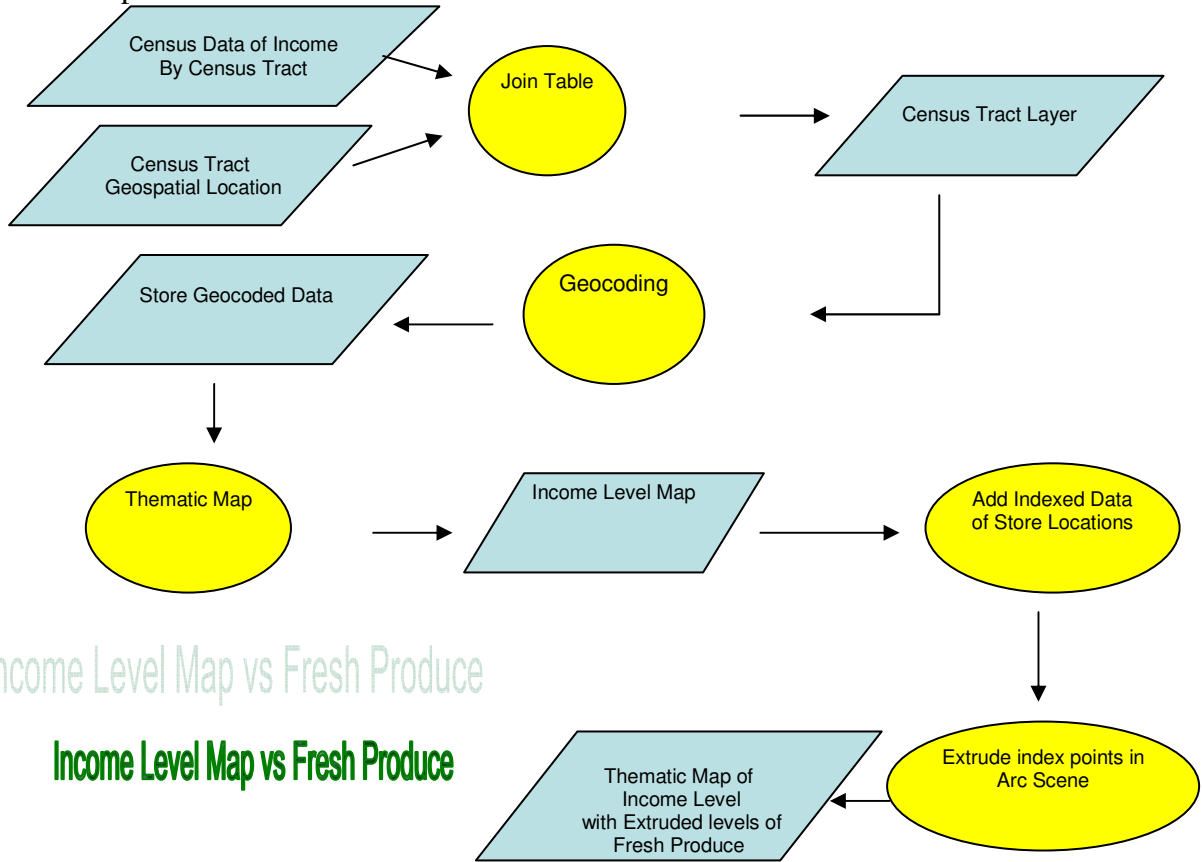 Census Data of Income
By Census Tract
Join Table
Census Tract Layer
Census Tract
Geospatial Location
Store Geocoded Data
Geocoding
Thematic Map
Income Level Map
Add Indexed Data
of Store Locations
Income Level Map vs Fresh Produce
Income Level Map vs Fresh Produce
Extrude index points in
Arc Scene
Thematic Map of
Income Level
with Extruded levels of
Fresh Produce